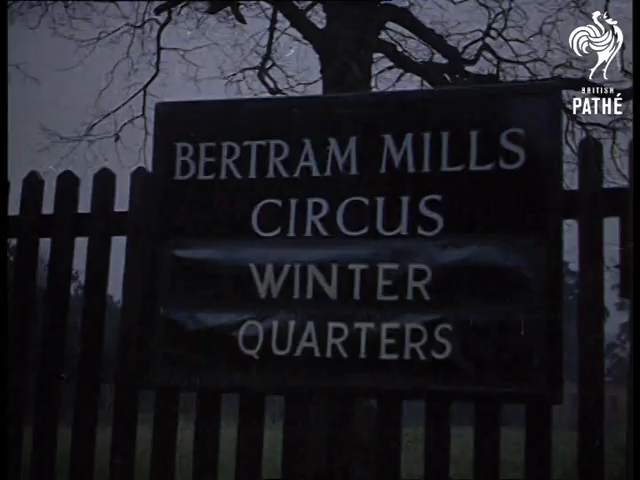 BRITISH
PATHÉ
BERTRAM MILLS
CIRCUS
WINTER
QUARTERS